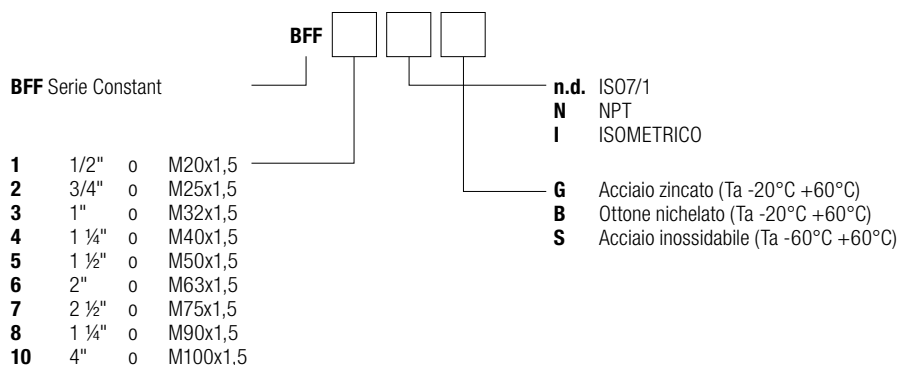 BFF
BFF Serie Constant
n.d. ISO7/1
N NPT
I ISOMETRICO
1 1/2" o M20x1,5
2 3/4" o M25x1,5
3 1" o M32x1,5
4 1 ¼" o M40x1,5
5 1 ½" o M50x1,5
6 2" o M63x1,5
7 2 ½" o M75x1,5
8 1 ¼" o M90x1,5
10 4" o M100x1,5
G Acciaio zincato (Ta -20°C +60°C)
B Ottone nichelato (Ta -20°C +60°C)
S Acciaio inossidabile (Ta -60°C +60°C)